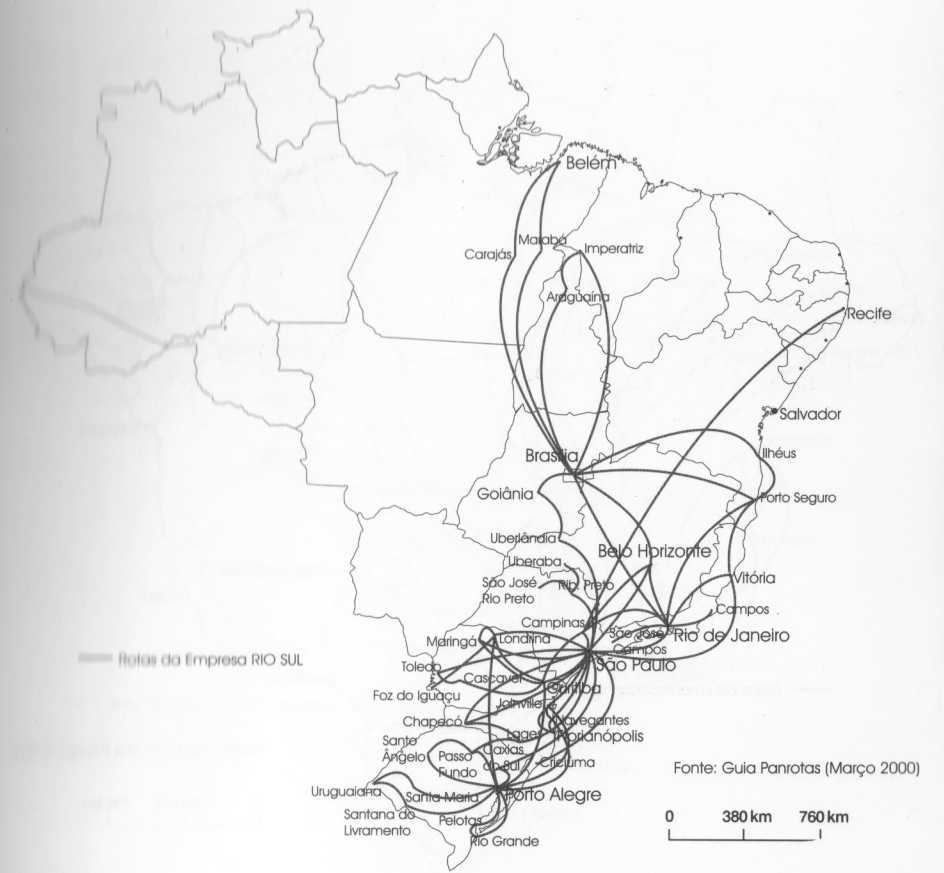 Belém
Marabá
Imperatriz
Carajás
Araguaína
Recife
Salvador
Brasília
Ilhéus
Goiânia
Porto Seguro
Uberlândia
Belo Horizonte
Uberaba
Vitória
São José
Rio Preto
Rib. Preto
Campos
Campinas
São José
Campos
Rio de Janeiro
Maringá
Londrina
São Paulo
Rotas da Empresa RIO SUL
Toledo
Cascavel
Curitiba
Foz do Iguaçu
Joinville
Chapecó
Navegantes
Lages
Florianópolis
Santo
Ângelo
Passo
Fundo
Caxias
do Sul
Criciuma
Fonte: Guia Panrotas (Março 2000)
Uruguaiana
Santa Maria
Porto Alegre
Santana do
Livramento
Pelotas
Rio Grande
0 380 km 760 km